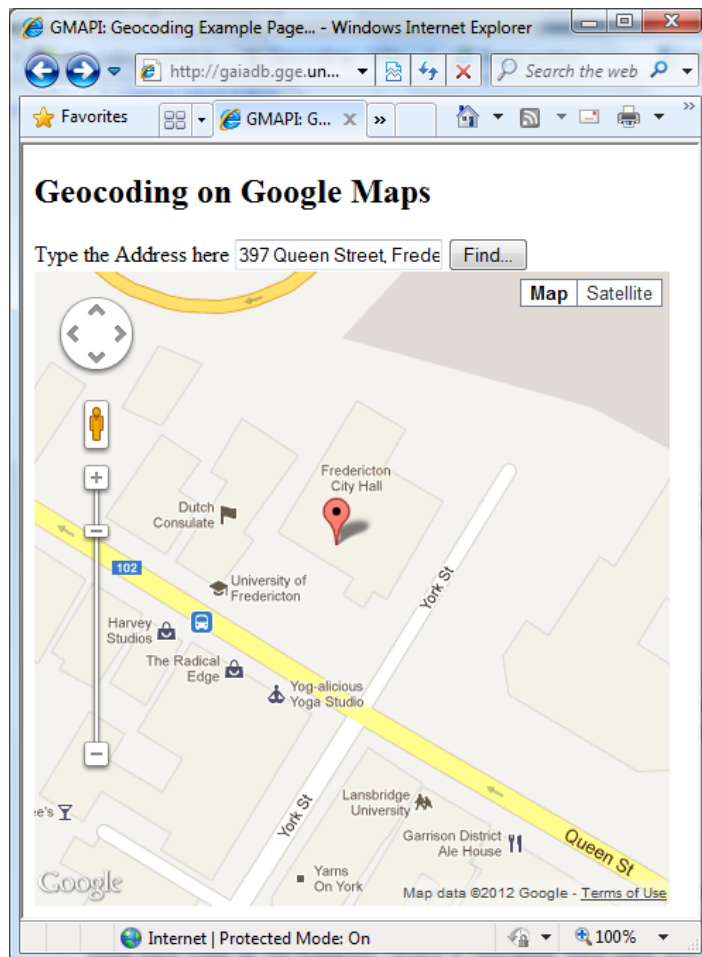 GMAPI: Geocoding Example Page... - Windows Internet Explorer
http://gaiadb.gge.un...
Search the web
Favorites
GMAPI: G...
Geocoding on Google Maps
Type the Address here 397 Queen Street, Frede Find...
Map Satellite
Fredericton
City Hall
Dutch
Consulate
102
University of
Fredericton
York St
Harvey
Studios
The Radical
Edge
Yog-alicious
Yoga Studio
Lansbridge
University
York St
ee's
Garrison District
Ale House
Queen St
Yarns
On York
Google
Map data ©2012 Google - Terms of Use
Internet | Protected Mode: On
100%